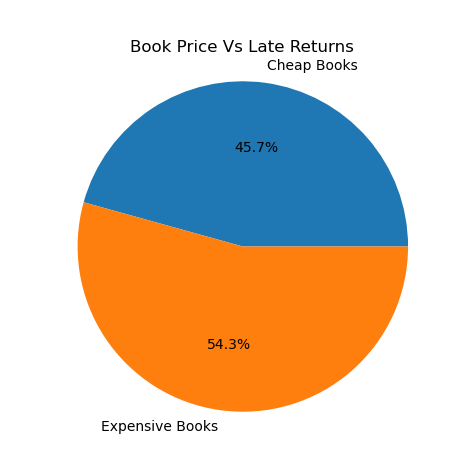 Book Price Vs Late Returns
Cheap Books
45.7%
54.3%
Expensive Books